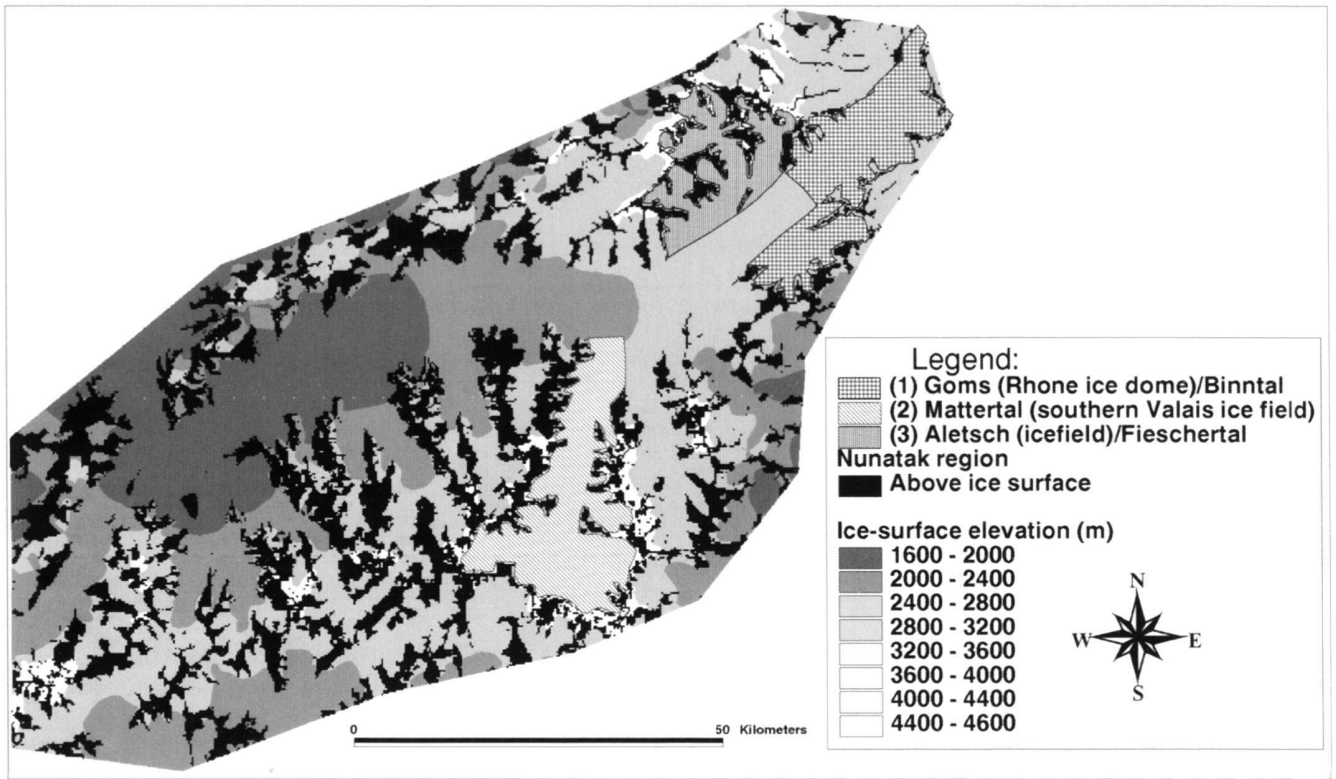 Legend:
(1) Goms (Rhone ice dome)/Binntal
(2) Mattertal (southern Valais ice field)
(3) Aletsch (icefield)/Fieschertal
Nunatak region
Above ice surface
Ice-surface elevation (m)
1600 - 2000
2000 - 2400
2400 - 2800
2800 - 3200
3200 - 3600
3600 - 4000
4000 - 4400
4400 - 4600
N
W E
S
0 50 Kilometers